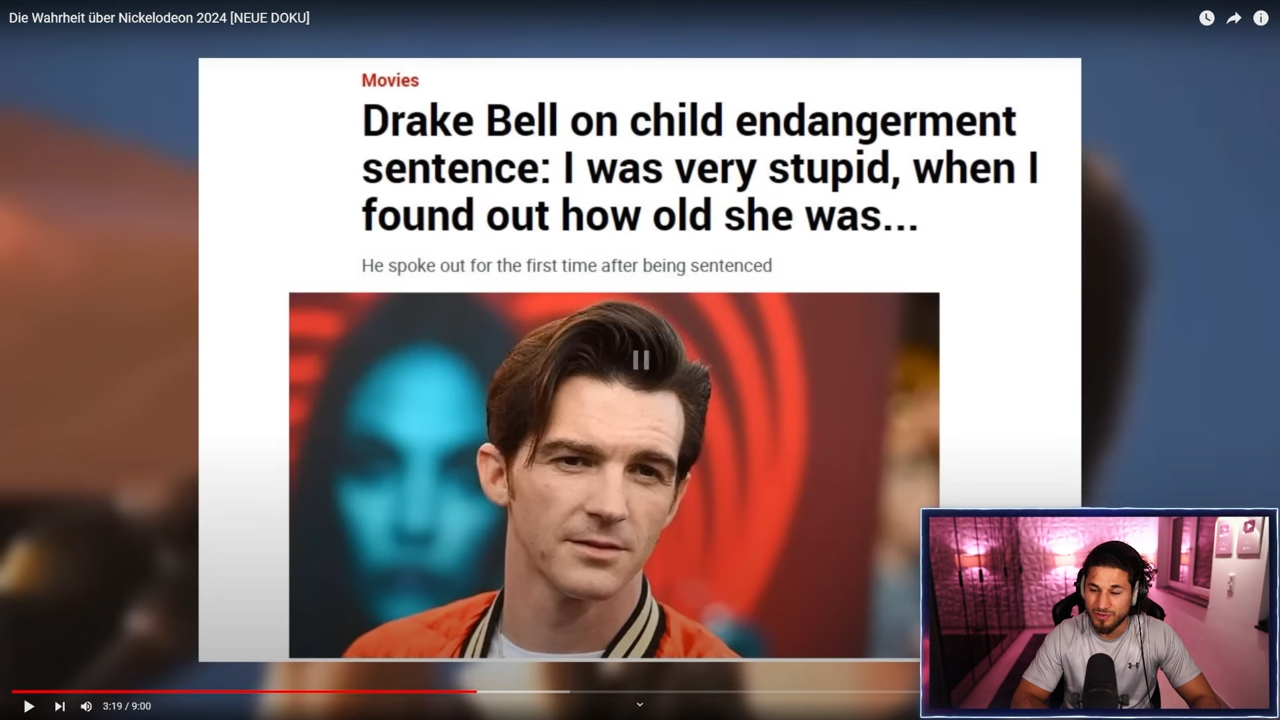 Die Wahrheit über Nickelodeon 2024 [NEUE DOKU]
Movies
Drake Bell on child endangerment
sentence: I was very stupid, when I
found out how old she was...
He spoke out for the first time after being sentenced
3:19 / 9:00